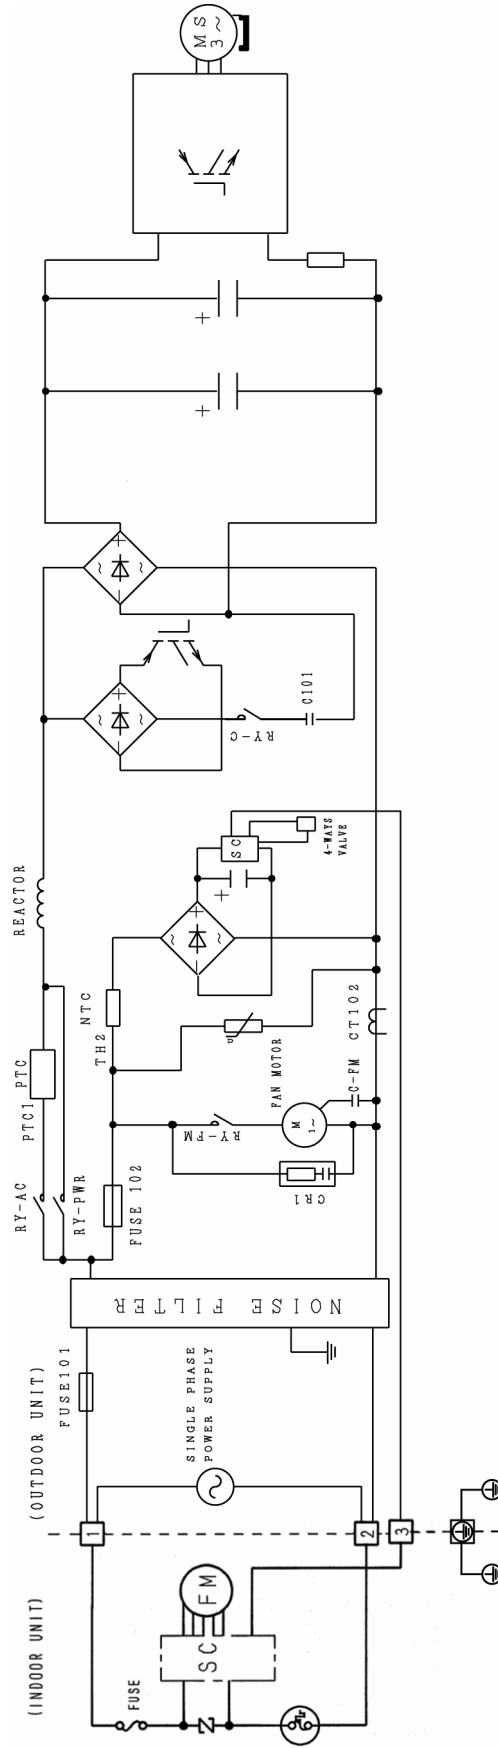 M S
3 ~
+
+
+
-
~
~
+
-
~
~
RY-C
C101
REACTOR
SC
4-WAYS
VALVE
+
+
-
~
~
NTC
TH2
PTC
PTC1
CT102
C-FM
FAN MOTOR
M
1~
RY-FM
CR1
FUSE 102
RY-AC
RY-PWR
NOISE FILTER
FUSE101
SINGLE PHASE
POWER SUPPLY
~
(OUTDOOR UNIT)
1
2
3
(INDOOR UNIT)
FM
SC
FUSE